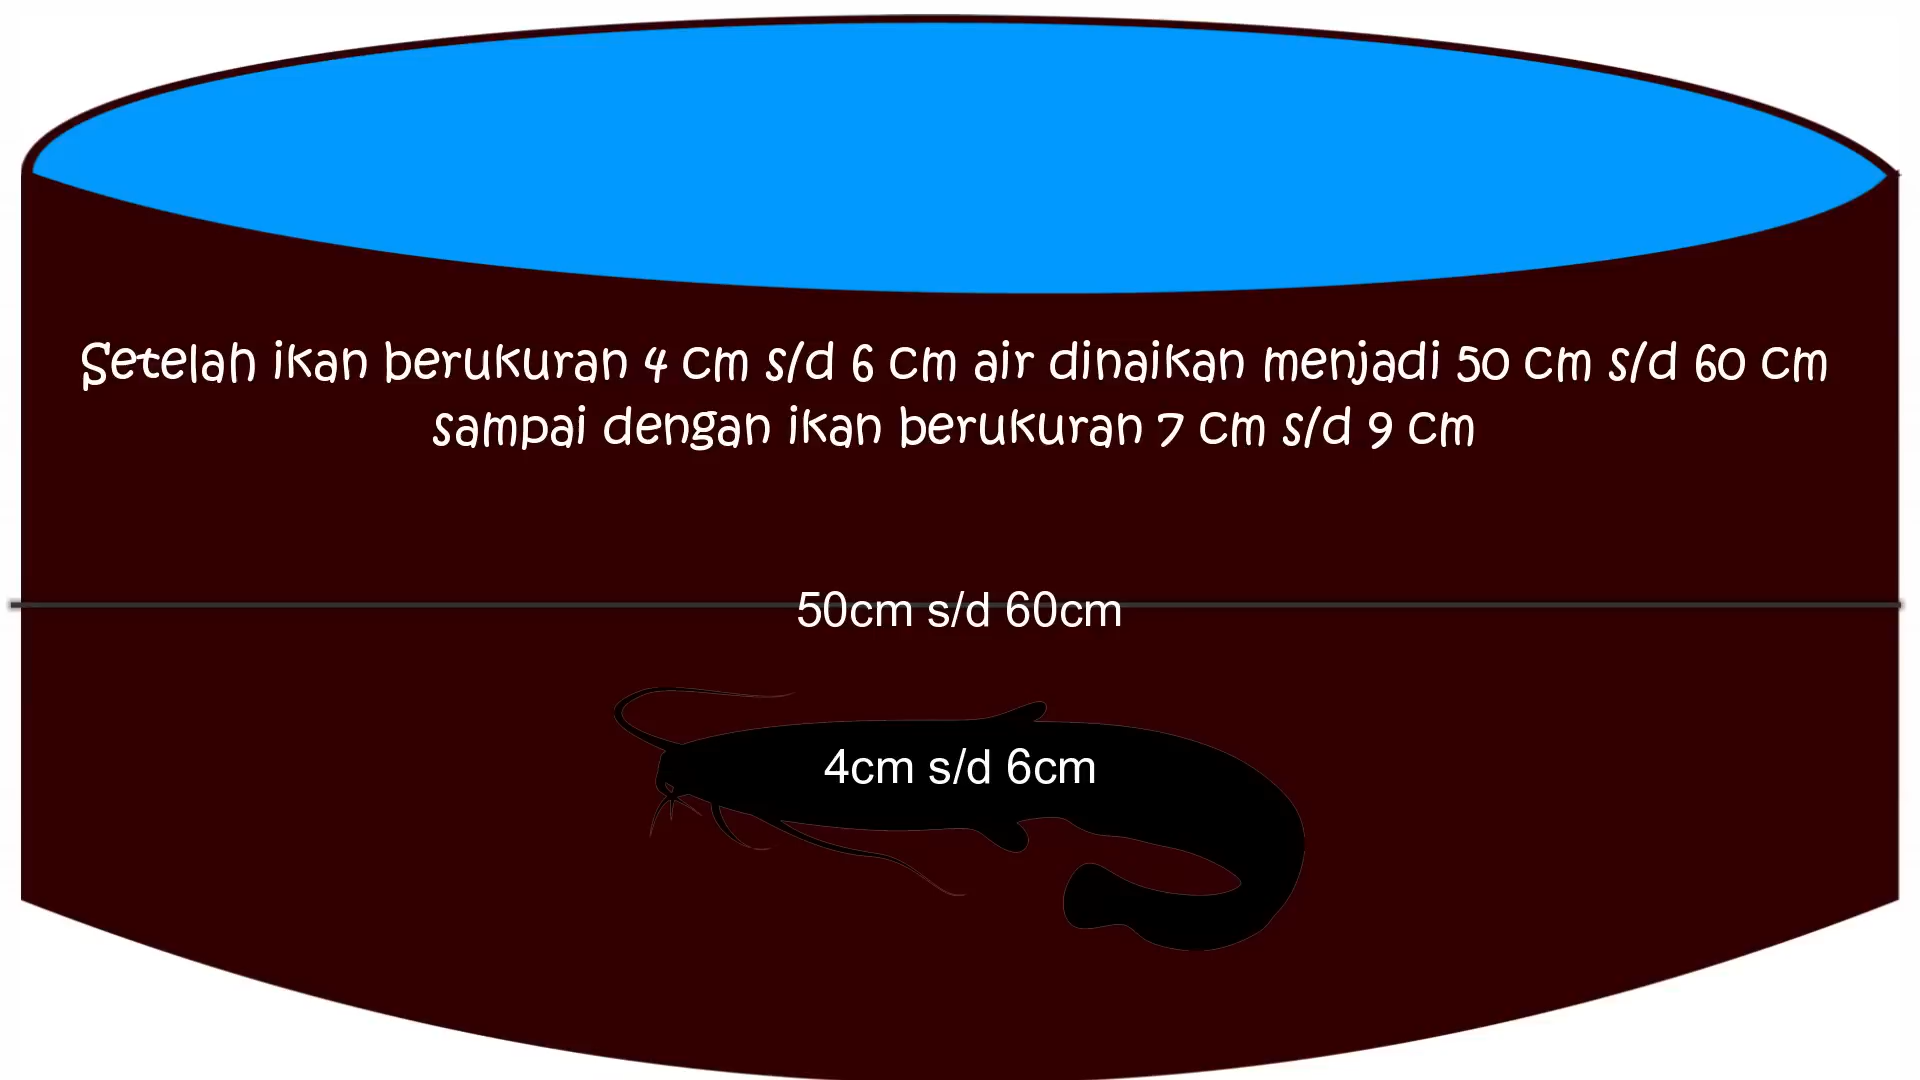 Setelah ikan berukuran 4 cm s/d 6 cm air dinaikan menjadi 50 cm s/d 60 cm
sampai dengan ikan berukuran 7 cm s/d 9 cm
50cm s/d 60cm
4cm s/d 6cm